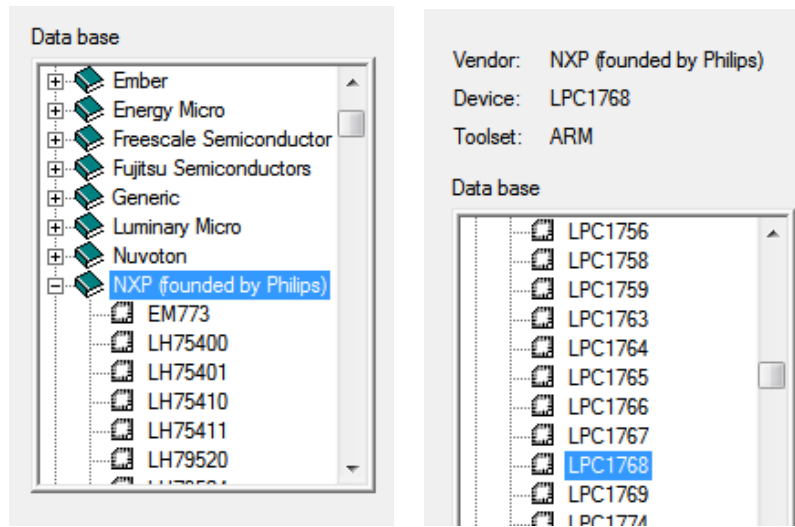 Data base
Ember
Energy Micro
Freescale Semiconductor
Fujitsu Semiconductors
Generic
Luminary Micro
Nuvoton
NXP (founded by Philips)
EM773
LH75400
LH75401
LH75410
LH75411
LH79520
Vendor: NXP (founded by Philips)
Device: LPC1768
Toolset: ARM
Data base
LPC1756
LPC1758
LPC1759
LPC1763
LPC1764
LPC1765
LPC1766
LPC1767
LPC1768
LPC1769
LPC1774